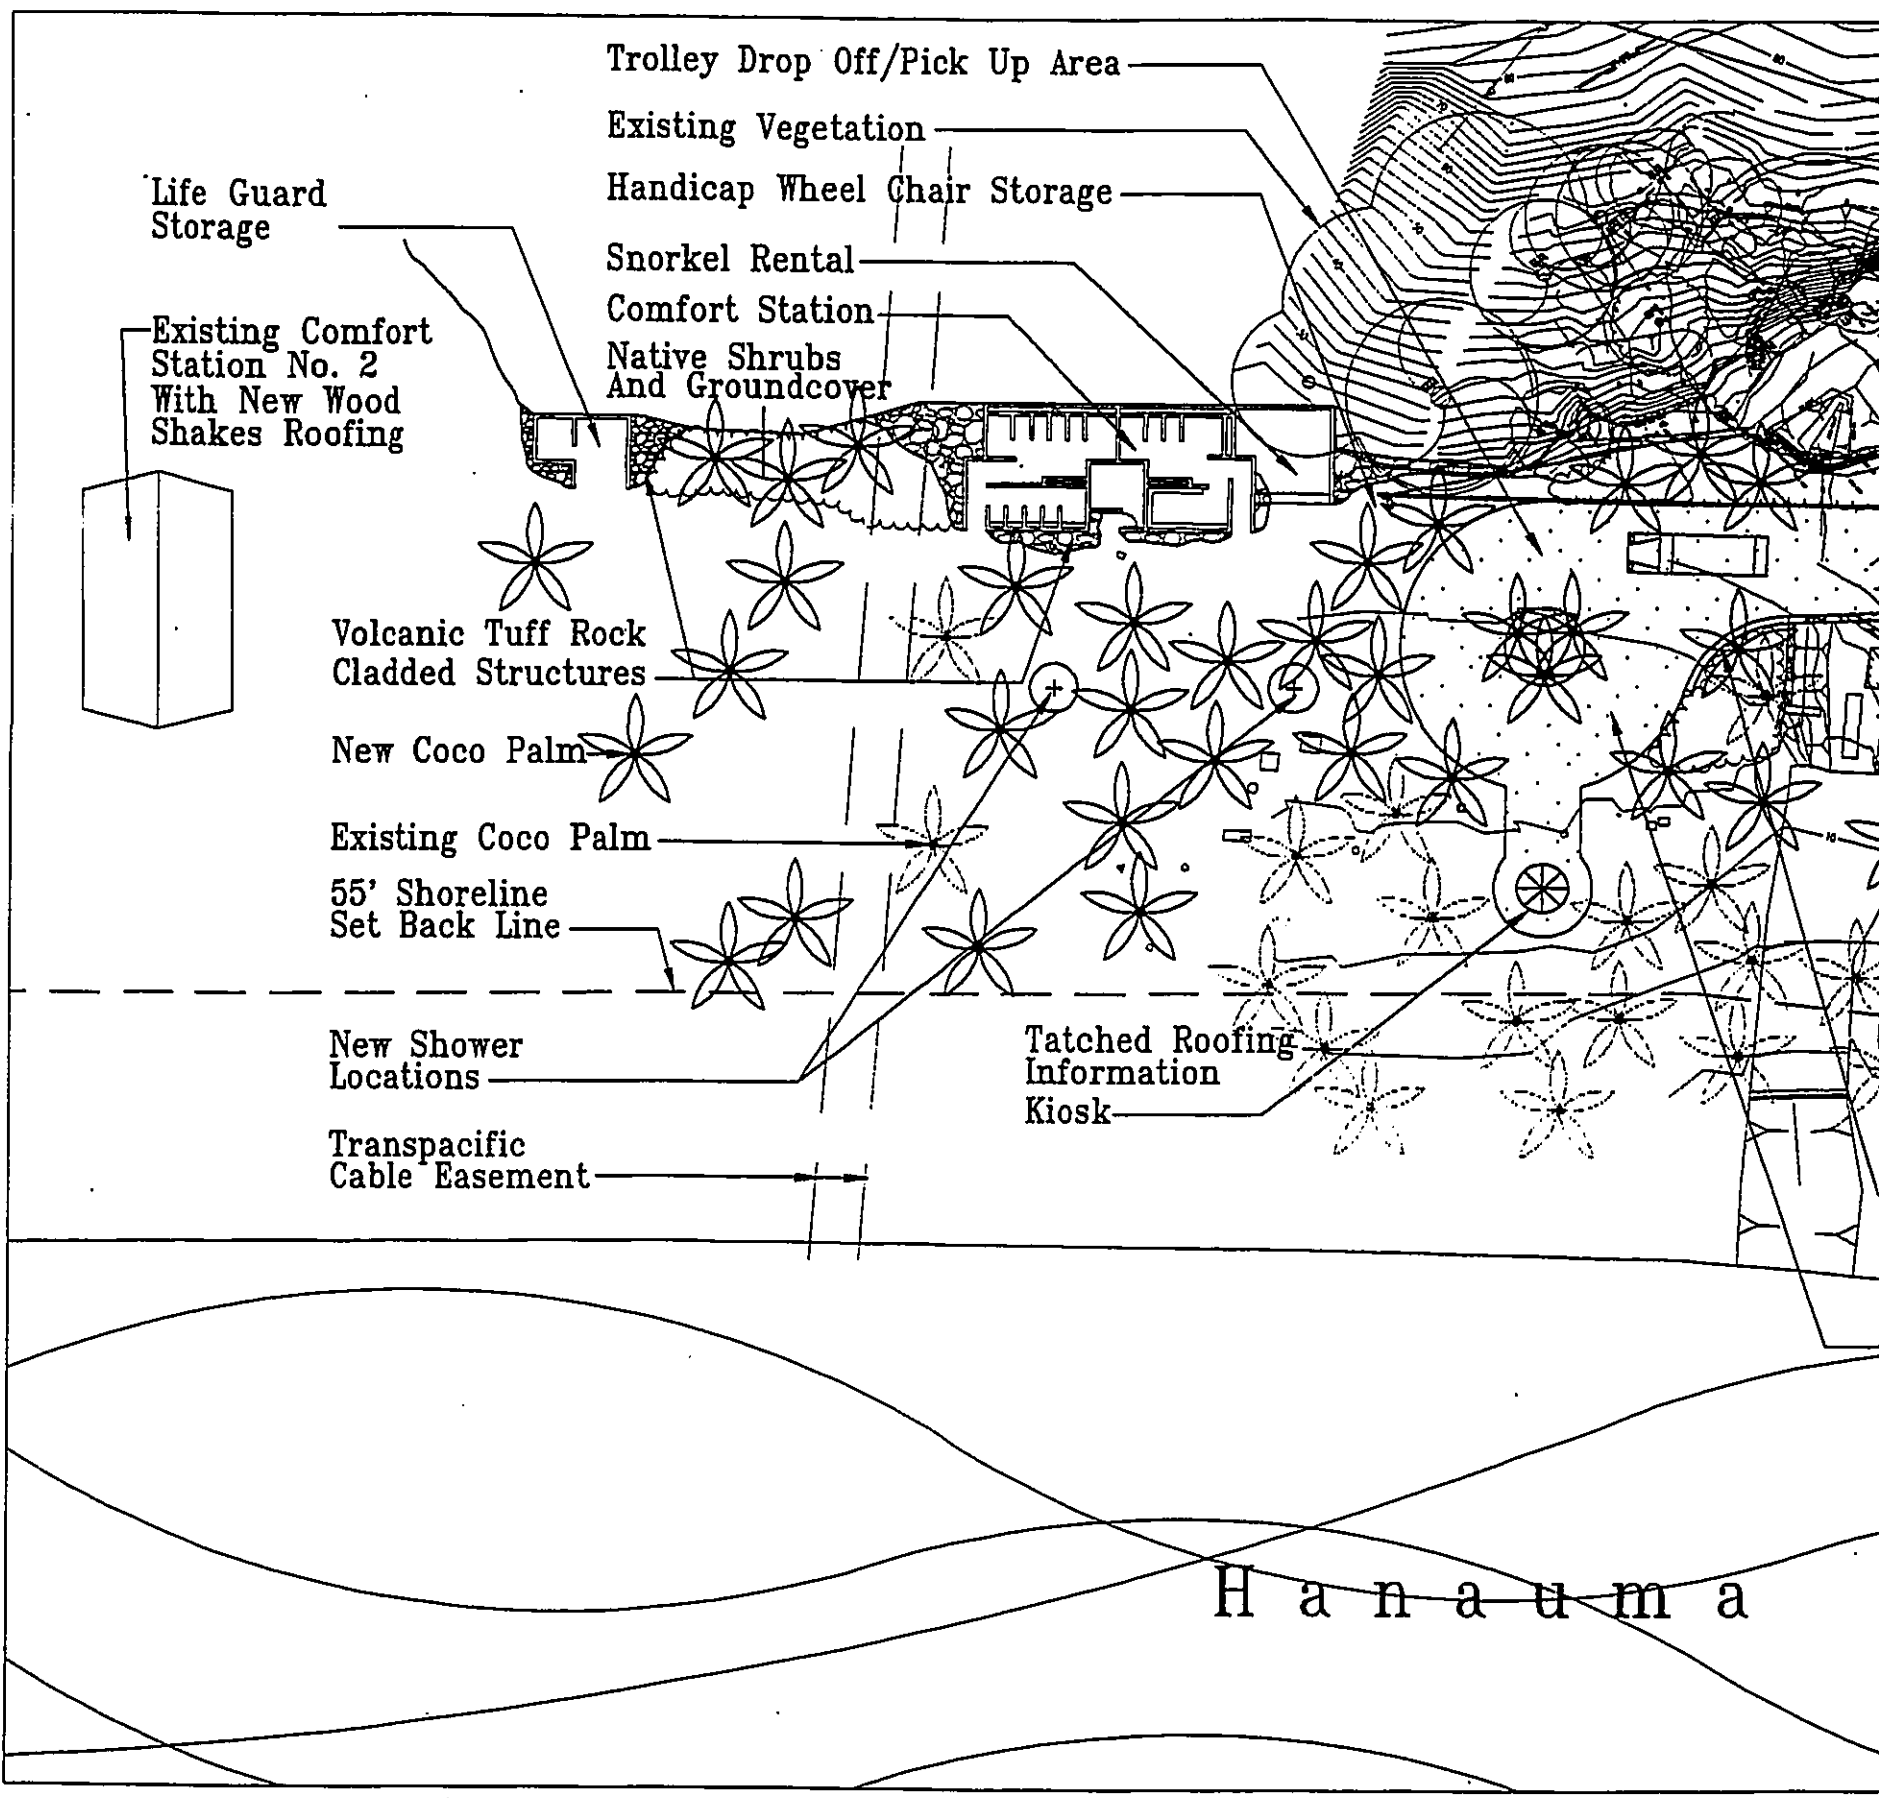 Trolley Drop Off/Pick Up Area
Existing Vegetation
Handicap Wheel Chair Storage
Life Guard
Storage
Snorkel Rental
Comfort Station
Native Shrubs
And Groundcover
Existing Comfort
Station No. 2
With New Wood
Shakes Roofing
Volcanic Tuff Rock
Cladded Structures
New Coco Palm
Existing Coco Palm
55' Shoreline
Set Back Line
New Shower
Locations
Tatched Roofing
Information
Kiosk
Transpacific
Cable Easement
Hanauma